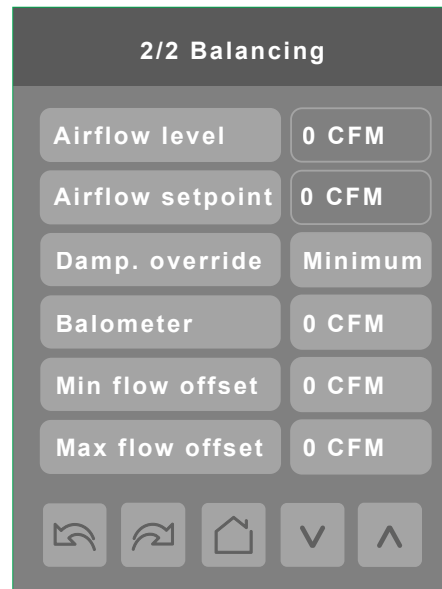 2/2 Balancing
Airflow level 0 CFM
Airflow setpoint 0 CFM
Damp. override Minimum
Balometer 0 CFM
Min flow offset 0 CFM
Max flow offset 0 CFM